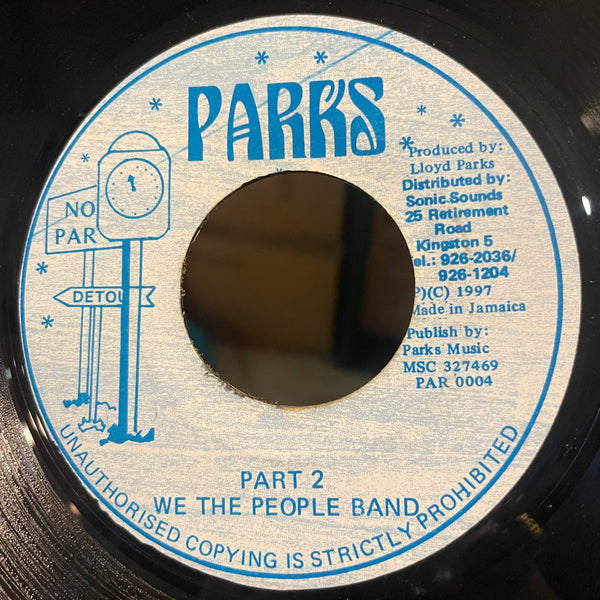 PARKS
NO
PAR
DETOU
Produced by:
Lloyd Parks
Distributed by:
Sonic Sounds
25 Retirement
Road
Kingston 5
el.: 926-2036/
926-1204
P)(C) 1997
Made in Jamaica
Publish by:
Parks Music
MSC 327469
PAR 0004
PART 2
WE THE PEOPLE BAND
UNAUTHORISED COPYING IS STRICTLY PROHIBITED